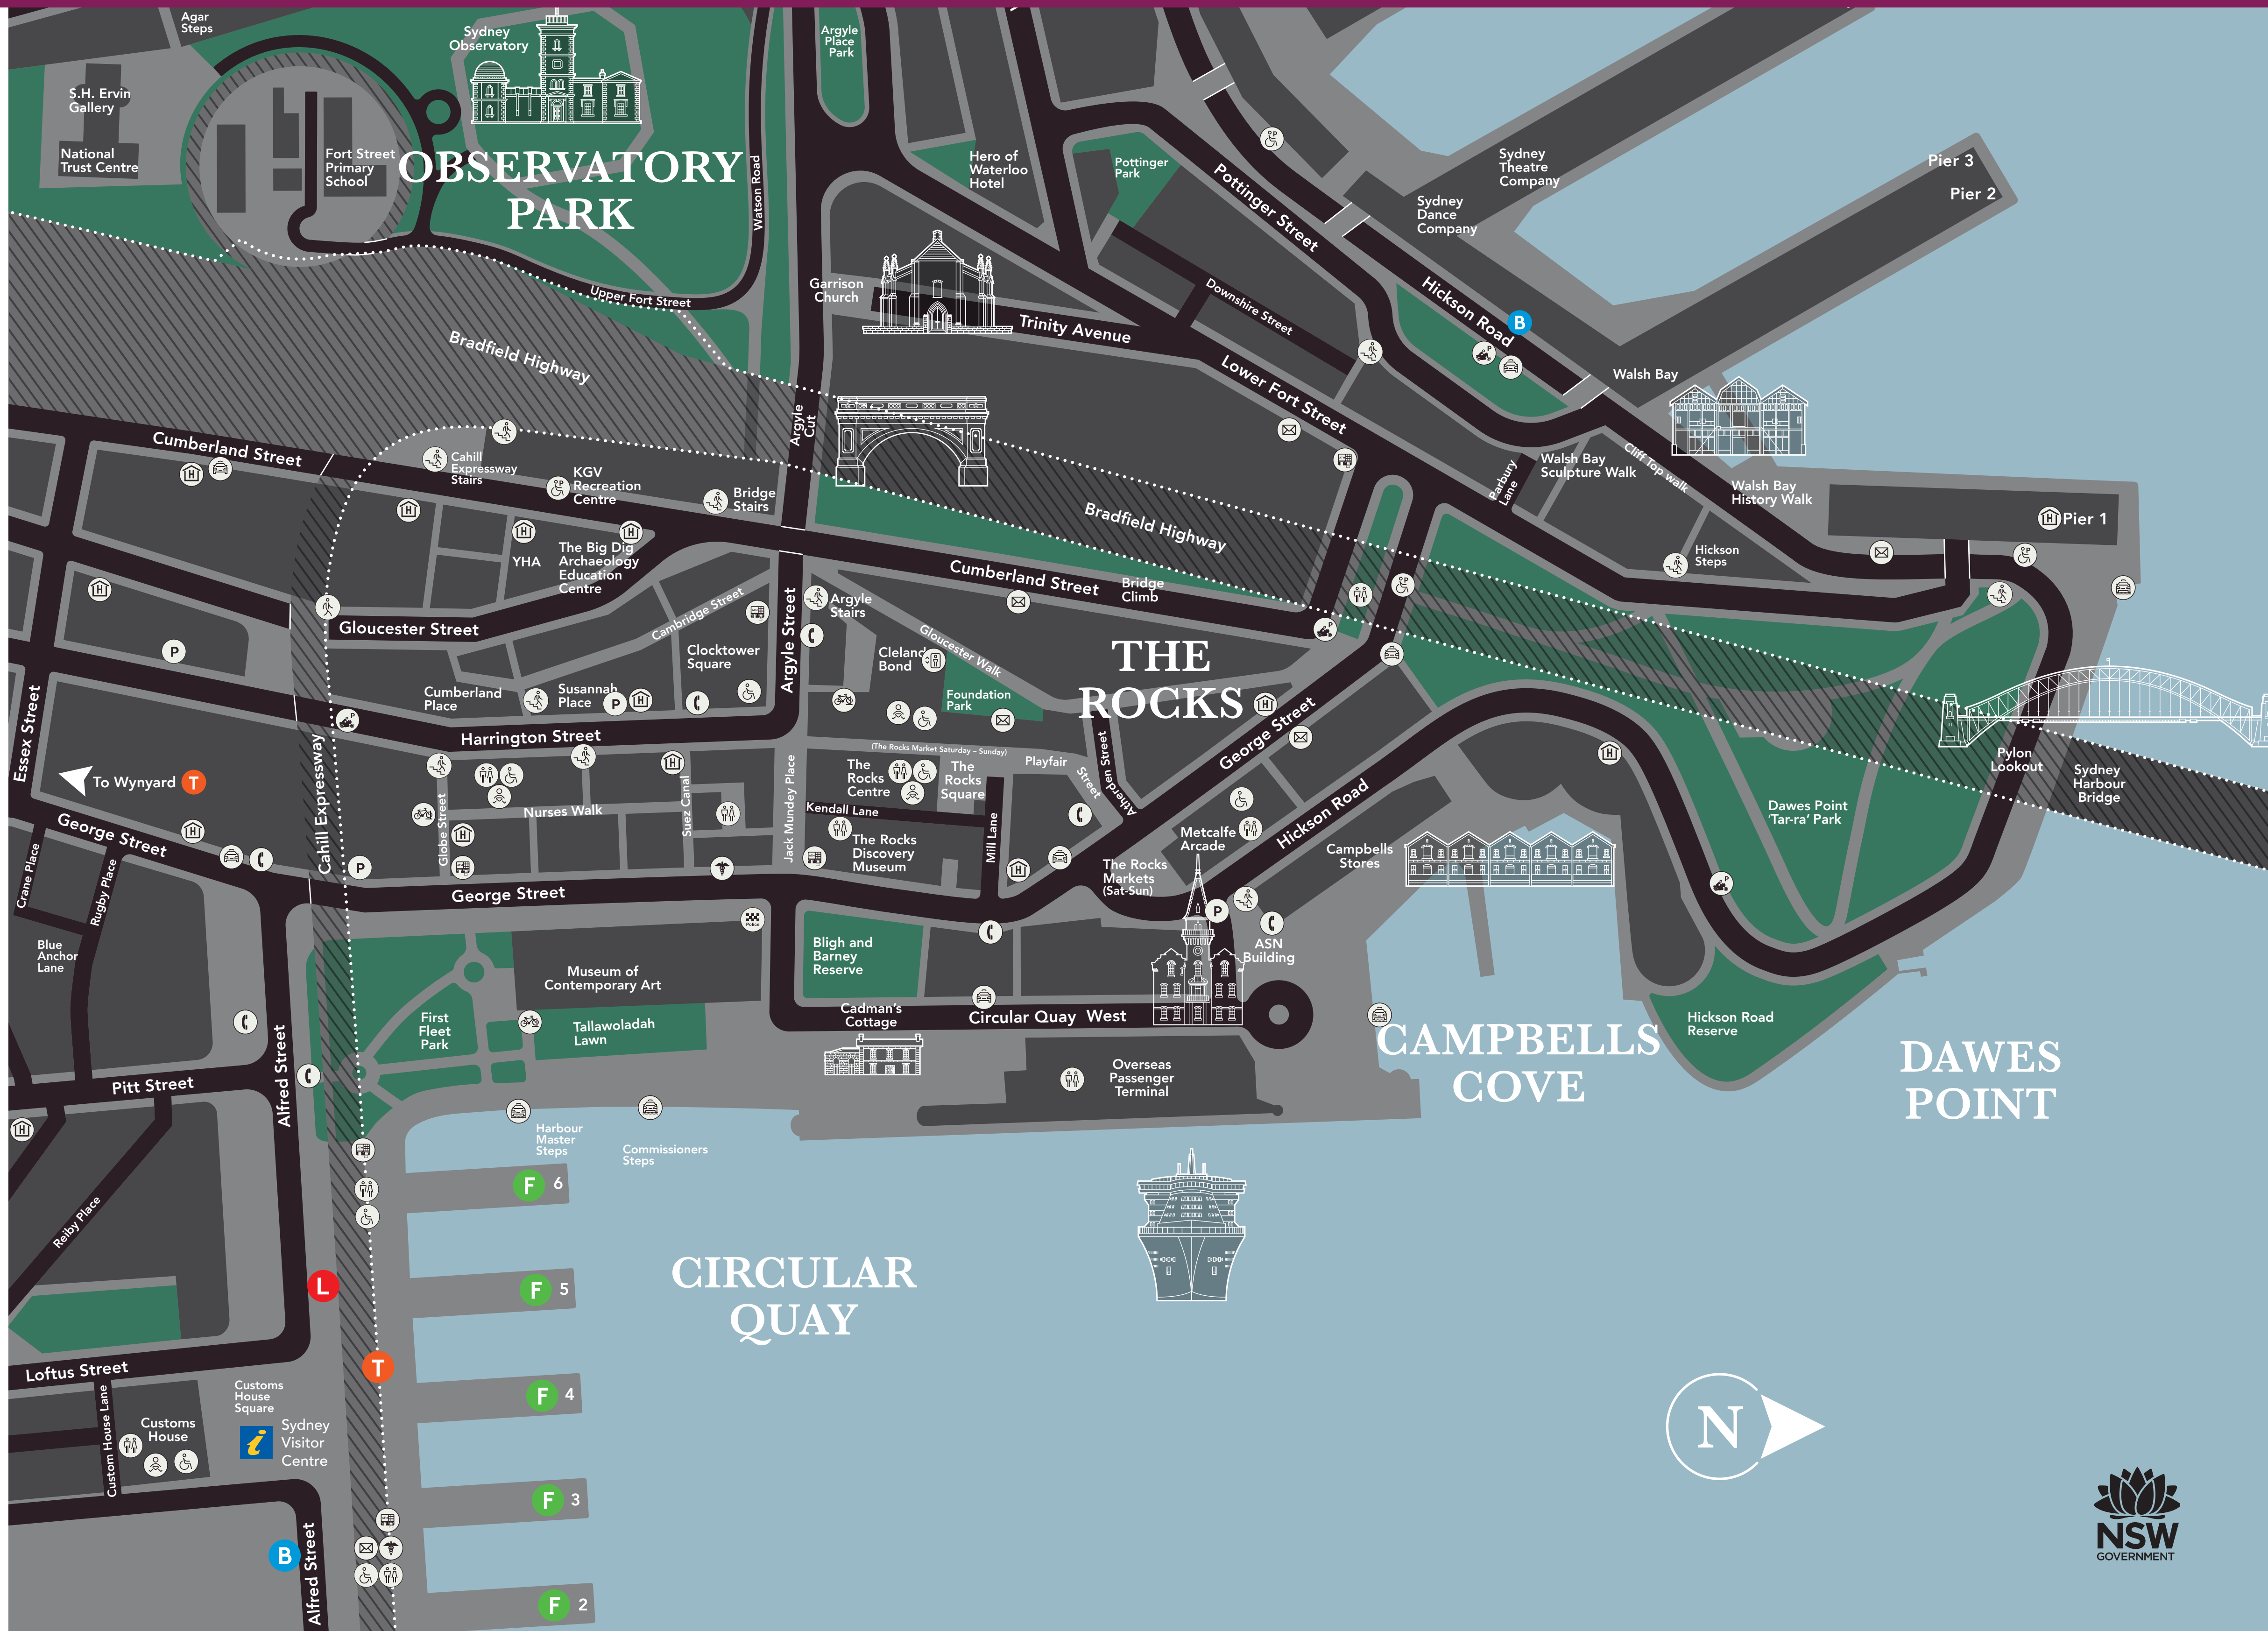 Agar
Steps
Sydney
Observatory
Argyle
Place
Park
S.H. Ervin
Gallery
National
Trust Centre
Fort Street
Primary
School
OBSERVATORY
PARK
Watson Road
Hero of
Waterloo
Hotel
Pottinger
Park
P
Pottinger Street
Sydney
Theatre
Company
Sydney
Dance
Company
Pier 3
Pier 2
Upper Fort Street
Garrison
Church
Trinity Avenue
Downshire Street
Hickson Road
B
P
Walsh Bay
Bradfield Highway
Lower Fort Street
Argyle
Cut
Cumberland Street
H
Cahill
Expressway
Stairs
P
KGV
Recreation
Centre
Bridge
Stairs
H
H
YHA
H
The Big Dig
Archaeology
Education
Centre
Bradfield Highway
Parbury
Lane
Walsh Bay
Sculpture Walk
Cliff Top walk
Walsh Bay
History Walk
H
Pier 1
P
Hickson
Steps
H
Cumberland Street
Bridge
Climb
P
P
Gloucester Street
Cambridge Street
Argyle Street
Argyle
Stairs
Gloucester Walk
P
Clocktower
Square
Cleland
Bond
THE
ROCKS
Cumberland
Place
Susannah
Place
P
H
Foundation
Park
H
George Street
H
Essex Street
P
Harrington Street
To Wynyard
T
Cahill Expressway
H
(The Rocks Market Saturday – Sunday)
Playfair
Street
Atherden Street
The
Rocks
Centre
The
Rocks
Square
Pylon
Lookout
Sydney
Harbour
Bridge
Dawes Point
'Tar-ra' Park
George Street
H
Globe Street
H
Nurses Walk
Suez Canal
Jack Mundey Place
Kendall Lane
Mill Lane
The Rocks
Discovery
Museum
H
Metcalfe
Arcade
Hickson Road
Campbells
Stores
The Rocks
Markets
(Sat-Sun)
P
Crane Place
Rugby Place
P
George Street
Police
P
Blue
Anchor
Lane
Museum of
Contemporary Art
Bligh and
Barney
Reserve
ASN
Building
First
Fleet
Park
Tallawoladah
Lawn
Cadman's
Cottage
Circular Quay West
Hickson Road
Reserve
CAMPBELLS
COVE
DAWES
POINT
Pitt Street
Alfred Street
Overseas
Passenger
Terminal
H
Harbour
Master
Steps
Commissioners
Steps
F 6
Reiby Place
L
F 5
CIRCULAR
QUAY
Loftus Street
T
F 4
Custom House Lane
Customs
House
Square
Customs
House
i
Sydney
Visitor
Centre
N
F 3
B
Alfred Street
F 2
NSW
GOVERNMENT